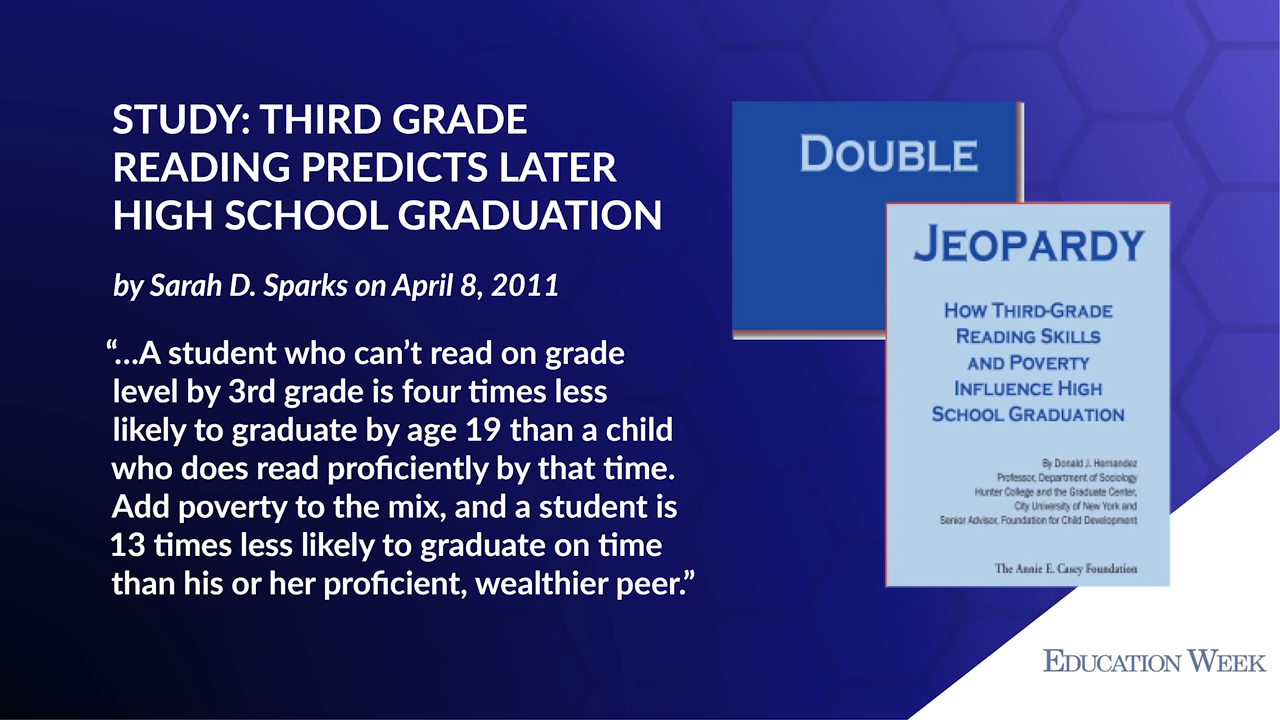 STUDY: THIRD GRADE
READING PREDICTS LATER
HIGH SCHOOL GRADUATION
by Sarah D. Sparks on April 8, 2011
“...A student who can’t read on grade
level by 3rd grade is four times less
likely to graduate by age 19 than a child
who does read proficiently by that time.
Add poverty to the mix, and a student is
13 times less likely to graduate on time
than his or her proficient, wealthier peer.”
DOUBLE
JEOPARDY
HOW THIRD-GRADE
READING SKILLS
AND POVERTY
INFLUENCE HIGH
SCHOOL GRADUATION
By Donald J. Hernandez
Professor, Department of Sociology
Hunter College and the Graduate Center,
City University of New York and
Senior Advisor, Foundation for Child Development
The Annie E. Casey Foundation
EDUCATION WEEK